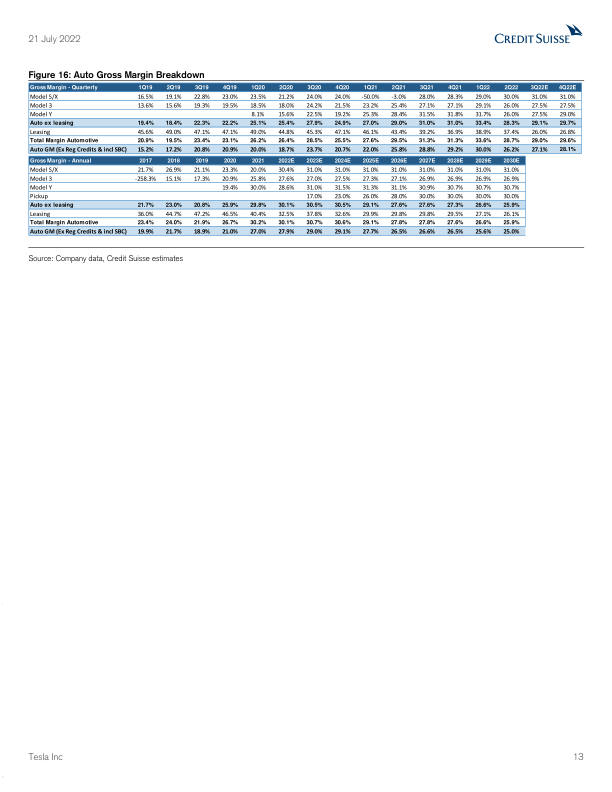 21 July 2022
CREDIT SUISSE
Figure 16: Auto Gross Margin Breakdown
Gross Margin - Quarterly 1Q19 2Q19 3Q19 4Q19 1Q20 2Q20 3Q20 4Q20 1Q21 2Q21 3Q21 4Q21 1Q22 2Q22 3Q22E 4Q22E
Model S/X 16.5% 19.1% 22.8% 23.0% 23.5% 21.2% 24.0% 24.0% -50.0% -3.0% 28.0% 28.3% 29.0% 30.0% 31.0% 31.0%
Model 3 13.6% 15.6% 19.3% 19.5% 18.5% 18.0% 24.2% 21.5% 23.2% 25.4% 27.1% 27.1% 29.1% 26.0% 27.5% 27.5%
Model Y 8.1% 15.6% 22.5% 19.2% 25.3% 28.4% 31.5% 31.8% 31.7% 26.0% 27.5% 29.0%
Auto ex leasing 19.4% 18.4% 22.3% 22.2% 25.1% 25.4% 27.9% 24.9% 27.0% 29.0% 31.0% 31.0% 33.4% 28.3% 29.1% 29.7%
Leasing 45.6% 49.0% 47.1% 47.1% 49.0% 44.8% 45.3% 47.1% 46.1% 43.4% 39.2% 36.9% 38.9% 37.4% 26.0% 26.8%
Total Margin Automotive 20.9% 19.5% 23.4% 23.1% 26.2% 26.4% 28.5% 25.5% 27.6% 29.5% 31.3% 31.3% 33.6% 28.7% 29.0% 29.6%
Auto GM (Ex Reg Credits & incl SBC) 15.2% 17.2% 20.8% 20.9% 20.0% 18.7% 23.7% 20.7% 22.0% 25.8% 28.8% 29.2% 30.0% 26.2% 27.1% 28.1%
Gross Margin - Annual 2017 2018 2019 2020 2021 2022E 2023E 2024E 2025E 2026E 2027E 2028E 2029E 2030E
Model S/X 21.7% 26.9% 21.1% 23.3% 20.0% 30.4% 31.0% 31.0% 31.0% 31.0% 31.0% 31.0% 31.0% 31.0%
Model 3 -258.3% 15.1% 17.3% 20.9% 25.8% 27.6% 27.0% 27.5% 27.3% 27.1% 26.9% 26.9% 26.9% 26.9%
Model Y 19.4% 30.0% 28.6% 31.0% 31.5% 31.3% 31.1% 30.9% 30.7% 30.7% 30.7%
Pickup 17.0% 23.0% 26.0% 28.0% 30.0% 30.0% 30.0% 30.0%
Auto ex leasing 21.7% 23.0% 20.8% 25.9% 29.8% 30.1% 30.5% 30.5% 29.1% 27.6% 27.6% 27.3% 26.6% 25.9%
Leasing 36.0% 44.7% 47.2% 46.5% 40.4% 32.5% 37.8% 32.6% 29.9% 29.8% 29.8% 29.5% 27.1% 26.1%
Total Margin Automotive 23.4% 24.0% 21.9% 26.7% 30.2% 30.1% 30.7% 30.6% 29.1% 27.8% 27.8% 27.6% 26.6% 25.9%
Auto GM (Ex Reg Credits & incl SBC) 19.9% 21.7% 18.9% 21.0% 27.0% 27.9% 29.0% 29.1% 27.7% 26.5% 26.6% 26.5% 25.6% 25.0%
Source: Company data, Credit Suisse estimates
Tesla Inc
13